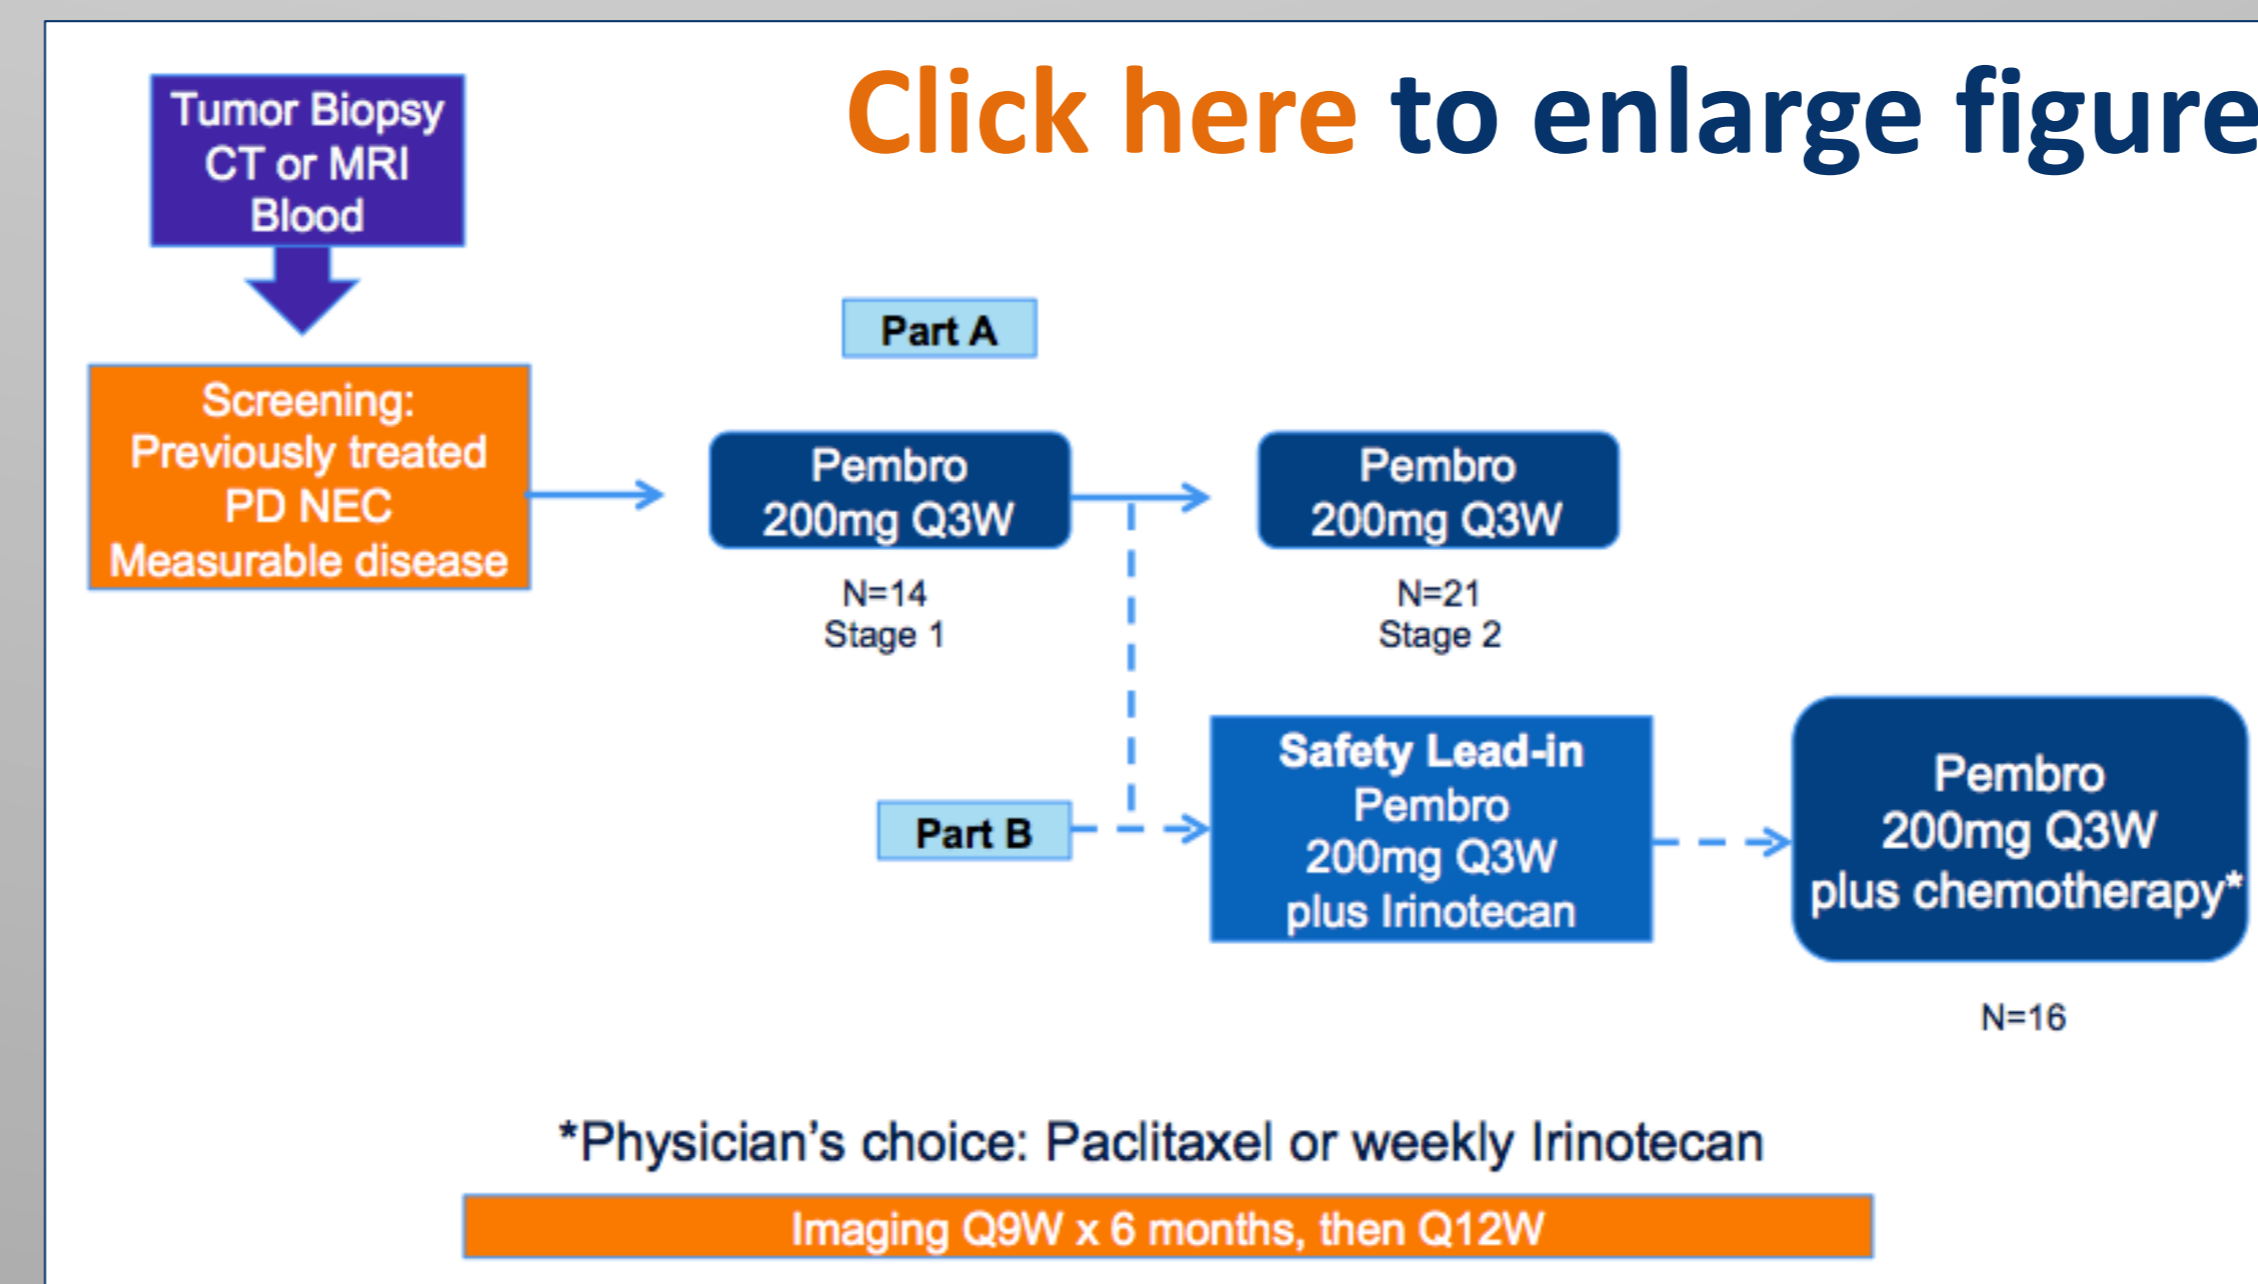 Click here to enlarge figure
Tumor Biopsy
CT or MRI
Blood
Screening:
Previously treated
PD NEC
Measurable disease
Part A
Pembro
200mg Q3W
N=14
Stage 1
Pembro
200mg Q3W
N=21
Stage 2
Part B
Safety Lead-in
Pembro
200mg Q3W
plus Irinotecan
Pembro
200mg Q3W
plus chemotherapy*
N=16
*Physician's choice: Paclitaxel or weekly Irinotecan
Imaging Q9W x 6 months, then Q12W